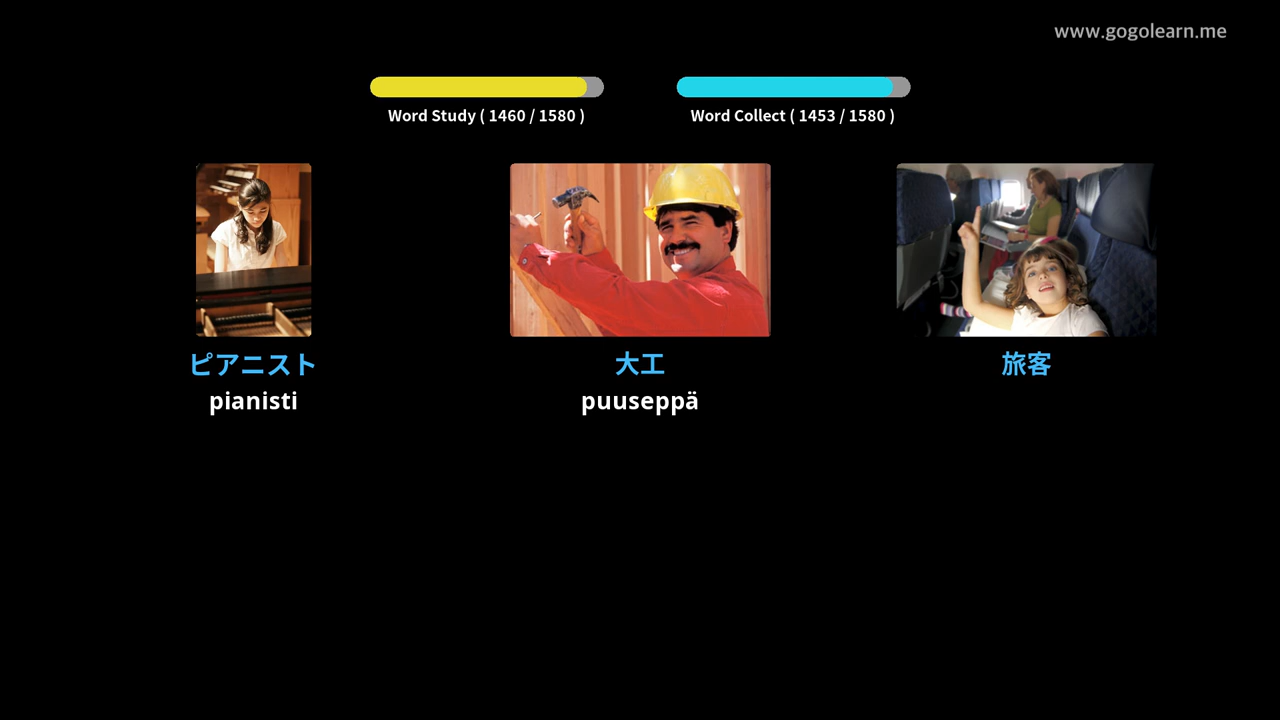 www.gogolearn.me
Word Study ( 1460 / 1580 )
Word Collect ( 1453 / 1580 )
ピアニスト
pianisti
大工
puuseppä
旅客